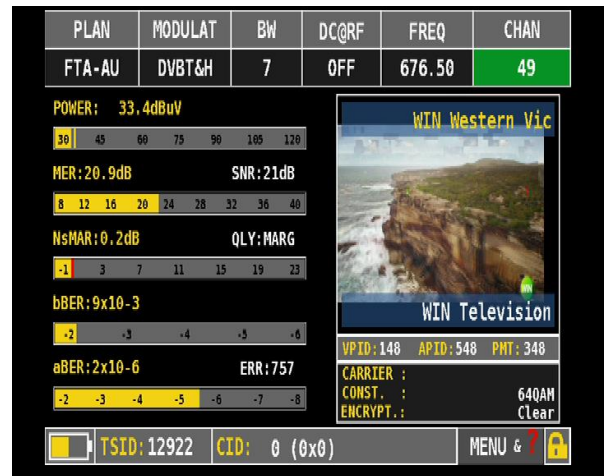 PLAN MODULAT BW DC@RF FREQ CHAN
FTA-AU DVBT&H 7 OFF 676.50 49
POWER: 33.4dBuV
30 45 60 75 90 105 120
MER:20.9dB SNR:21dB
8 12 16 20 24 28 32 36 40
NsMAR:0.2dB QLY:MARG
-1 3 7 11 15 19 23
bBER:9x10-3
-2 -3 -4 -5 -6
aBER:2x10-6 ERR:757
-2 -3 -4 -5 -6 -7 -8
WIN Western Vic
WIN
WIN Television
VPID:148 APID:548 PMT:348
CARRIER :
CONST. : 64QAM
ENCRYPT.: Clear
TSID:12922 CID: 0 (0x0) MENU & ?